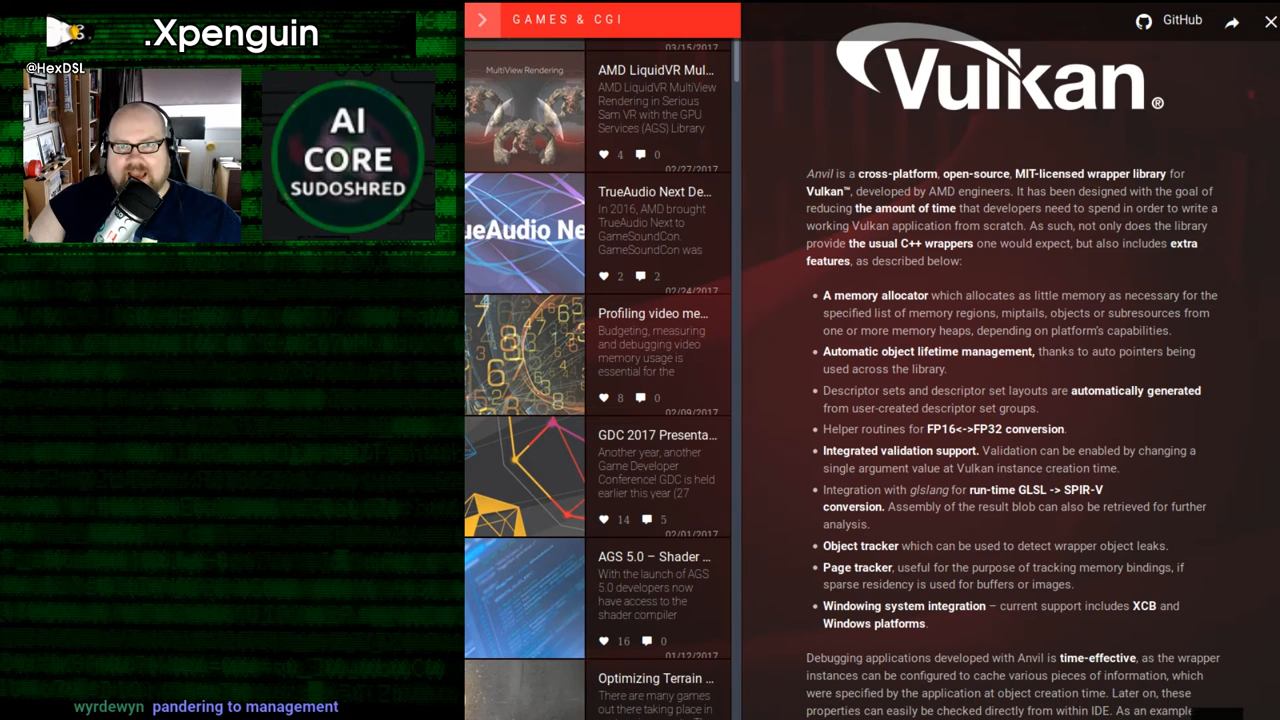 .Xpenguin
@HexDSL
AI
CORE
SUDOSHRED
wyrdewyn pandering to management
GAMES & CGI
03/15/2017
MultiView Rendering
AMD LiquidVR Mul...
AMD LiquidVR MultiView
Rendering in Serious
Sam VR with the GPU
Services (AGS) Library
4 0
02/27/2017
ueAudio Ne
TrueAudio Next De...
In 2016, AMD brought
TrueAudio Next to
GameSoundCon.
GameSoundCon was
2 2
02/24/2017
Profiling video me...
Budgeting, measuring
and debugging video
memory usage is
essential for the
8 0
02/09/2017
GDC 2017 Presenta...
Another year, another
Game Developer
Conference! GDC is held
earlier this year (27
14 5
02/01/2017
AGS 5.0 – Shader ...
With the launch of AGS
5.0 developers now
have access to the
shader compiler
16 0
01/12/2017
Optimizing Terrain ...
There are many games
out there taking place in
GitHub
Vulkan®
Anvil is a cross-platform, open-source, MIT-licensed wrapper library for
Vulkan™, developed by AMD engineers. It has been designed with the goal of
reducing the amount of time that developers need to spend in order to write a
working Vulkan application from scratch. As such, not only does the library
provide the usual C++ wrappers one would expect, but also includes extra
features, as described below:
• A memory allocator which allocates as little memory as necessary for the
specified list of memory regions, miptails, objects or subresources from
one or more memory heaps, depending on platform's capabilities.
• Automatic object lifetime management, thanks to auto pointers being
used across the library.
• Descriptor sets and descriptor set layouts are automatically generated
from user-created descriptor set groups.
• Helper routines for FP16<->FP32 conversion.
• Integrated validation support. Validation can be enabled by changing a
single argument value at Vulkan instance creation time.
• Integration with glslang for run-time GLSL -> SPIR-V
conversion. Assembly of the result blob can also be retrieved for further
analysis.
• Object tracker which can be used to detect wrapper object leaks.
• Page tracker, useful for the purpose of tracking memory bindings, if
sparse residency is used for buffers or images.
• Windowing system integration – current support includes XCB and
Windows platforms.
Debugging applications developed with Anvil is time-effective, as the wrapper
instances can be configured to cache various pieces of information, which
were specified by the application at object creation time. Later on, these
properties can easily be checked directly from within IDE. As an example